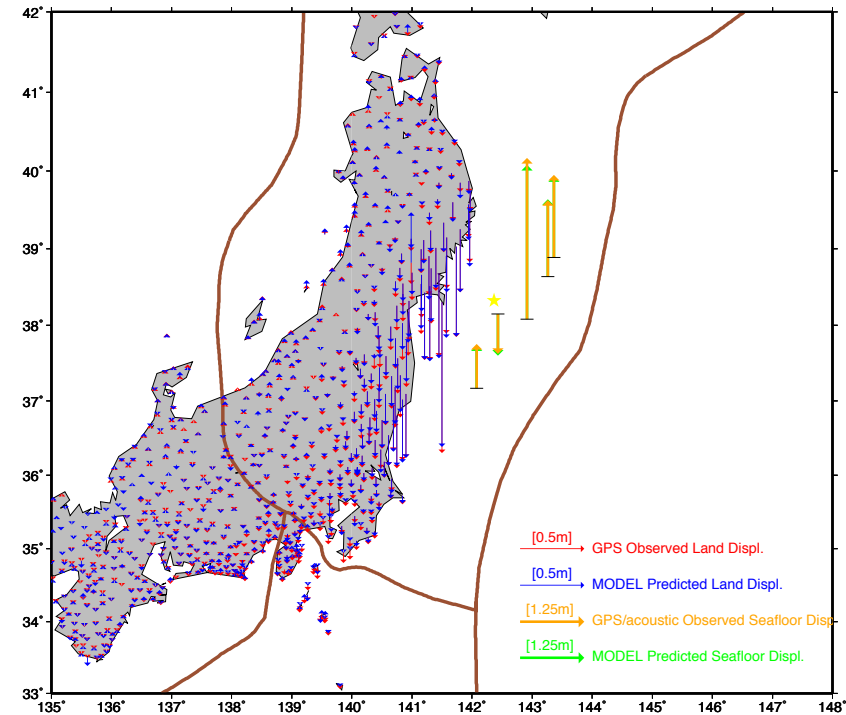 42˚
41˚
40˚
39˚
38˚
37˚
36˚
35˚
34˚
33˚
[0.5m]
GPS Observed Land Displ.
[0.5m]
MODEL Predicted Land Displ.
[1.25m]
GPS/acoustic Observed Seafloor Disp
[1.25m]
MODEL Predicted Seafloor Displ.
135˚ 136˚ 137˚ 138˚ 139˚ 140˚ 141˚ 142˚ 143˚ 144˚ 145˚ 146˚ 147˚ 148˚